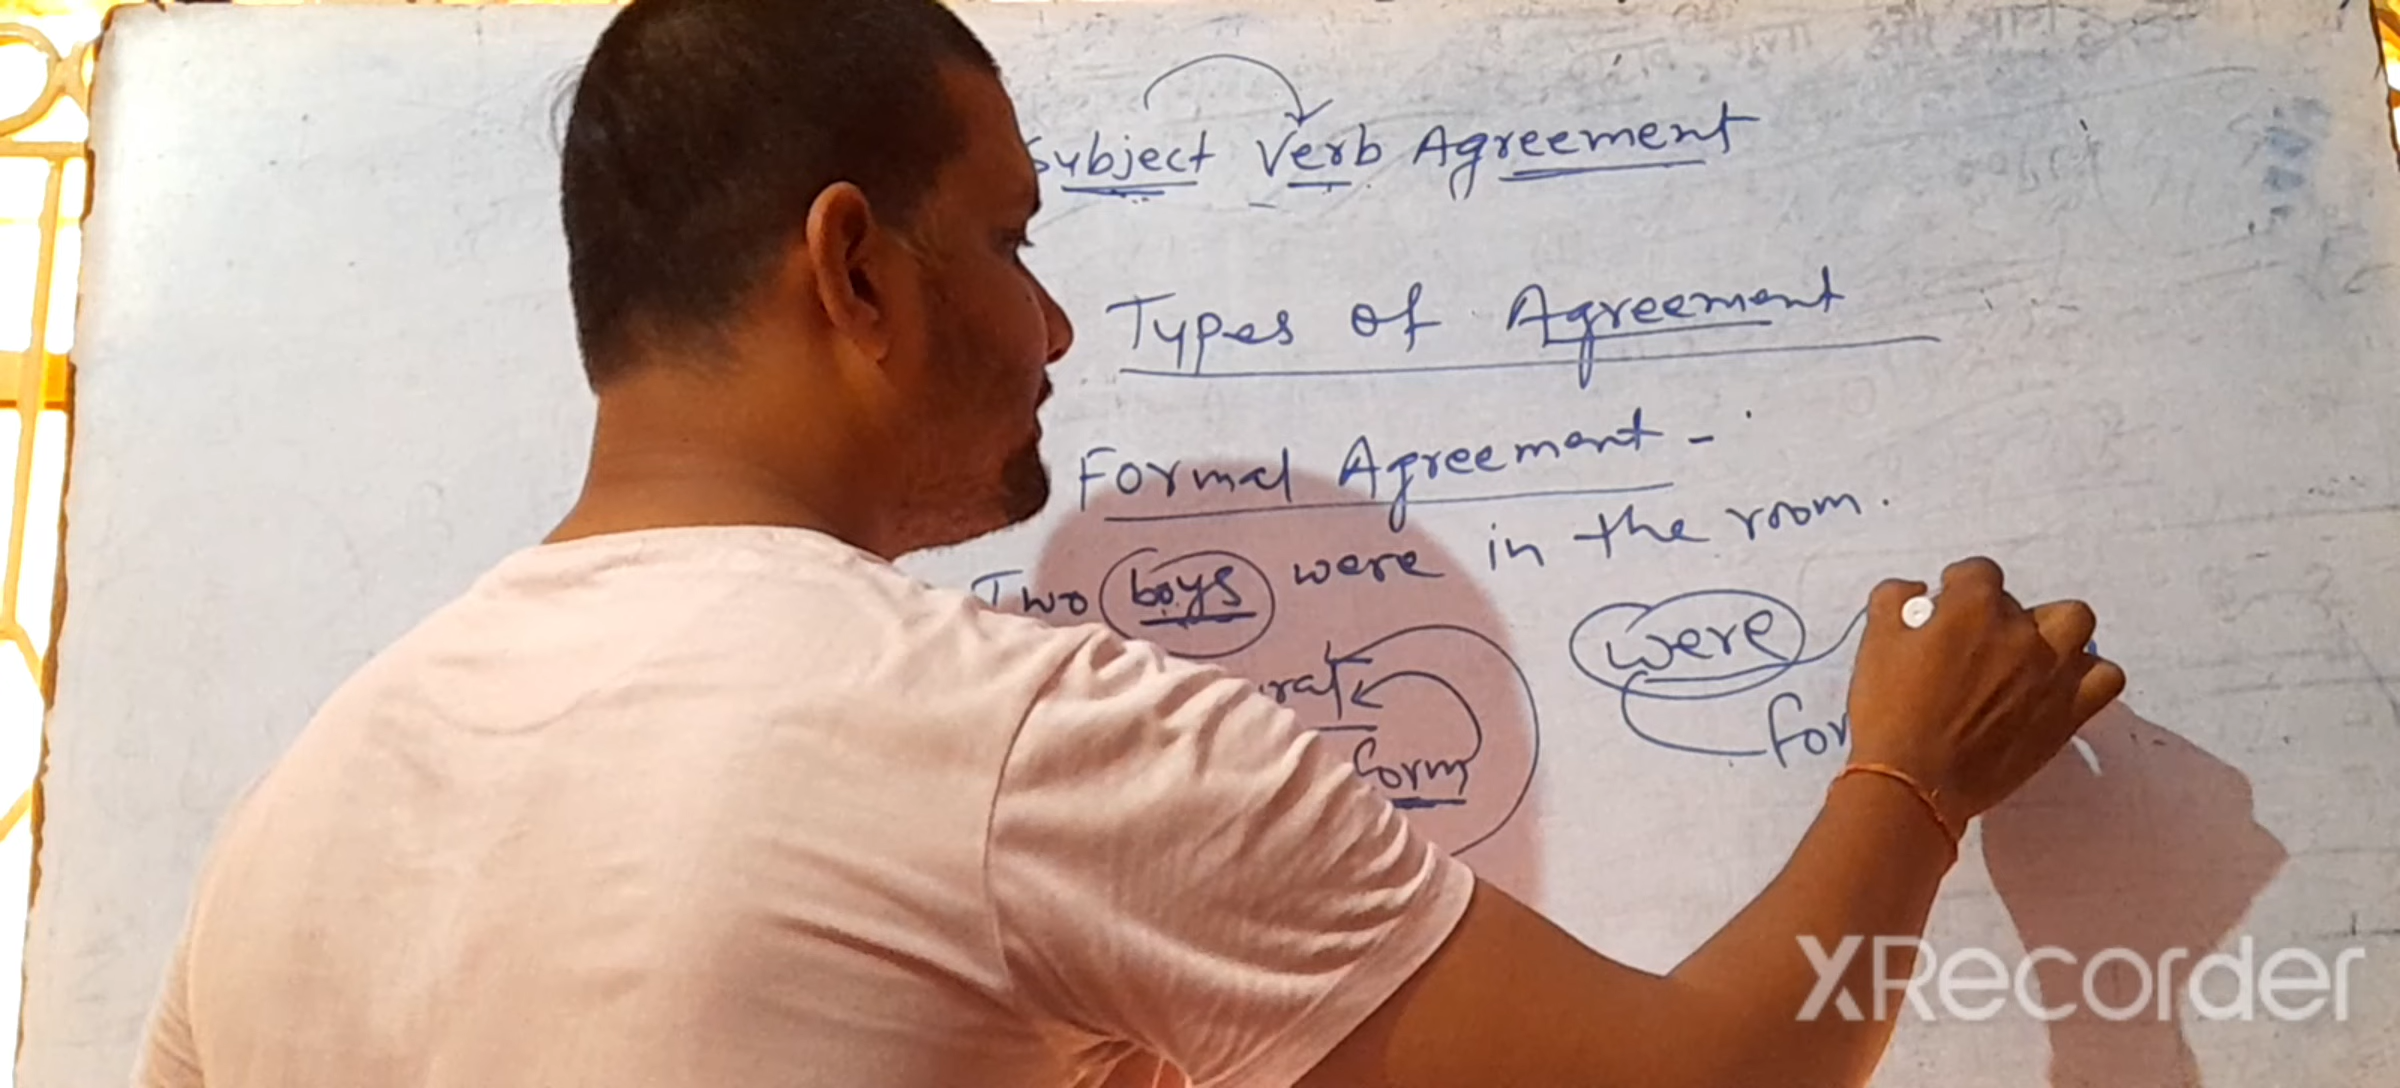 Subject Verb Agreement
Types of Agreement
Formal Agreement -
Two boys were in the room.
were
form
XRecorder